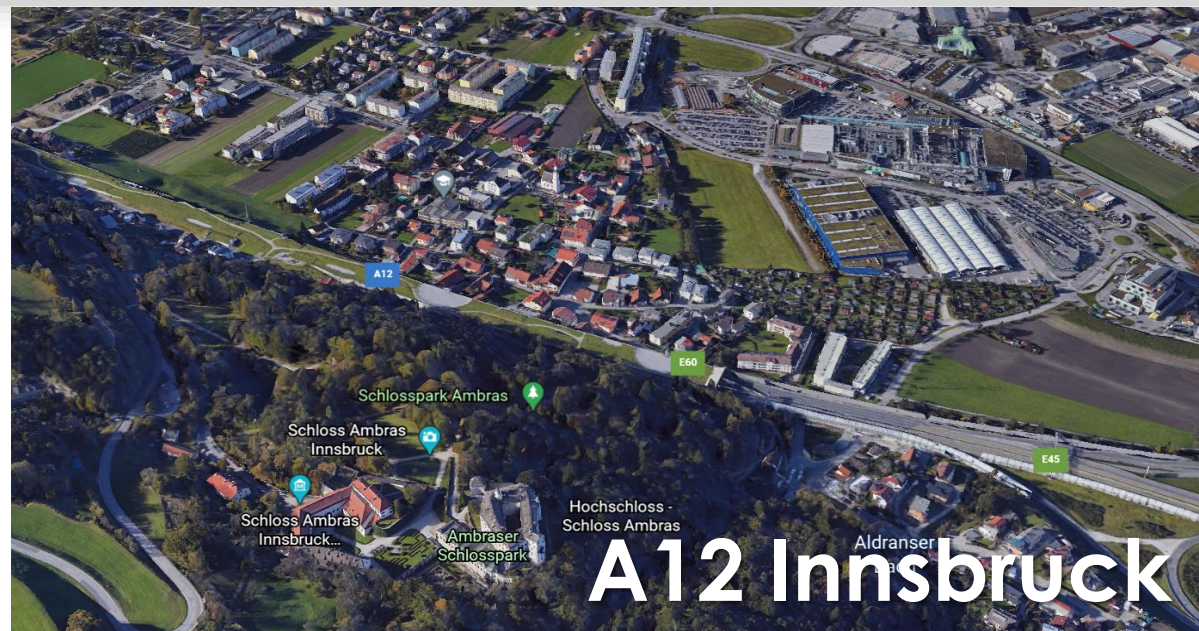 A12
E60
Schlosspark Ambras
Schloss Ambras
Innsbruck
E45
Schloss Ambras
Innsbruck...
Hochschloss -
Schloss Ambras
Ambraser
Schlosspark
Aldranser
A12 Innsbruck